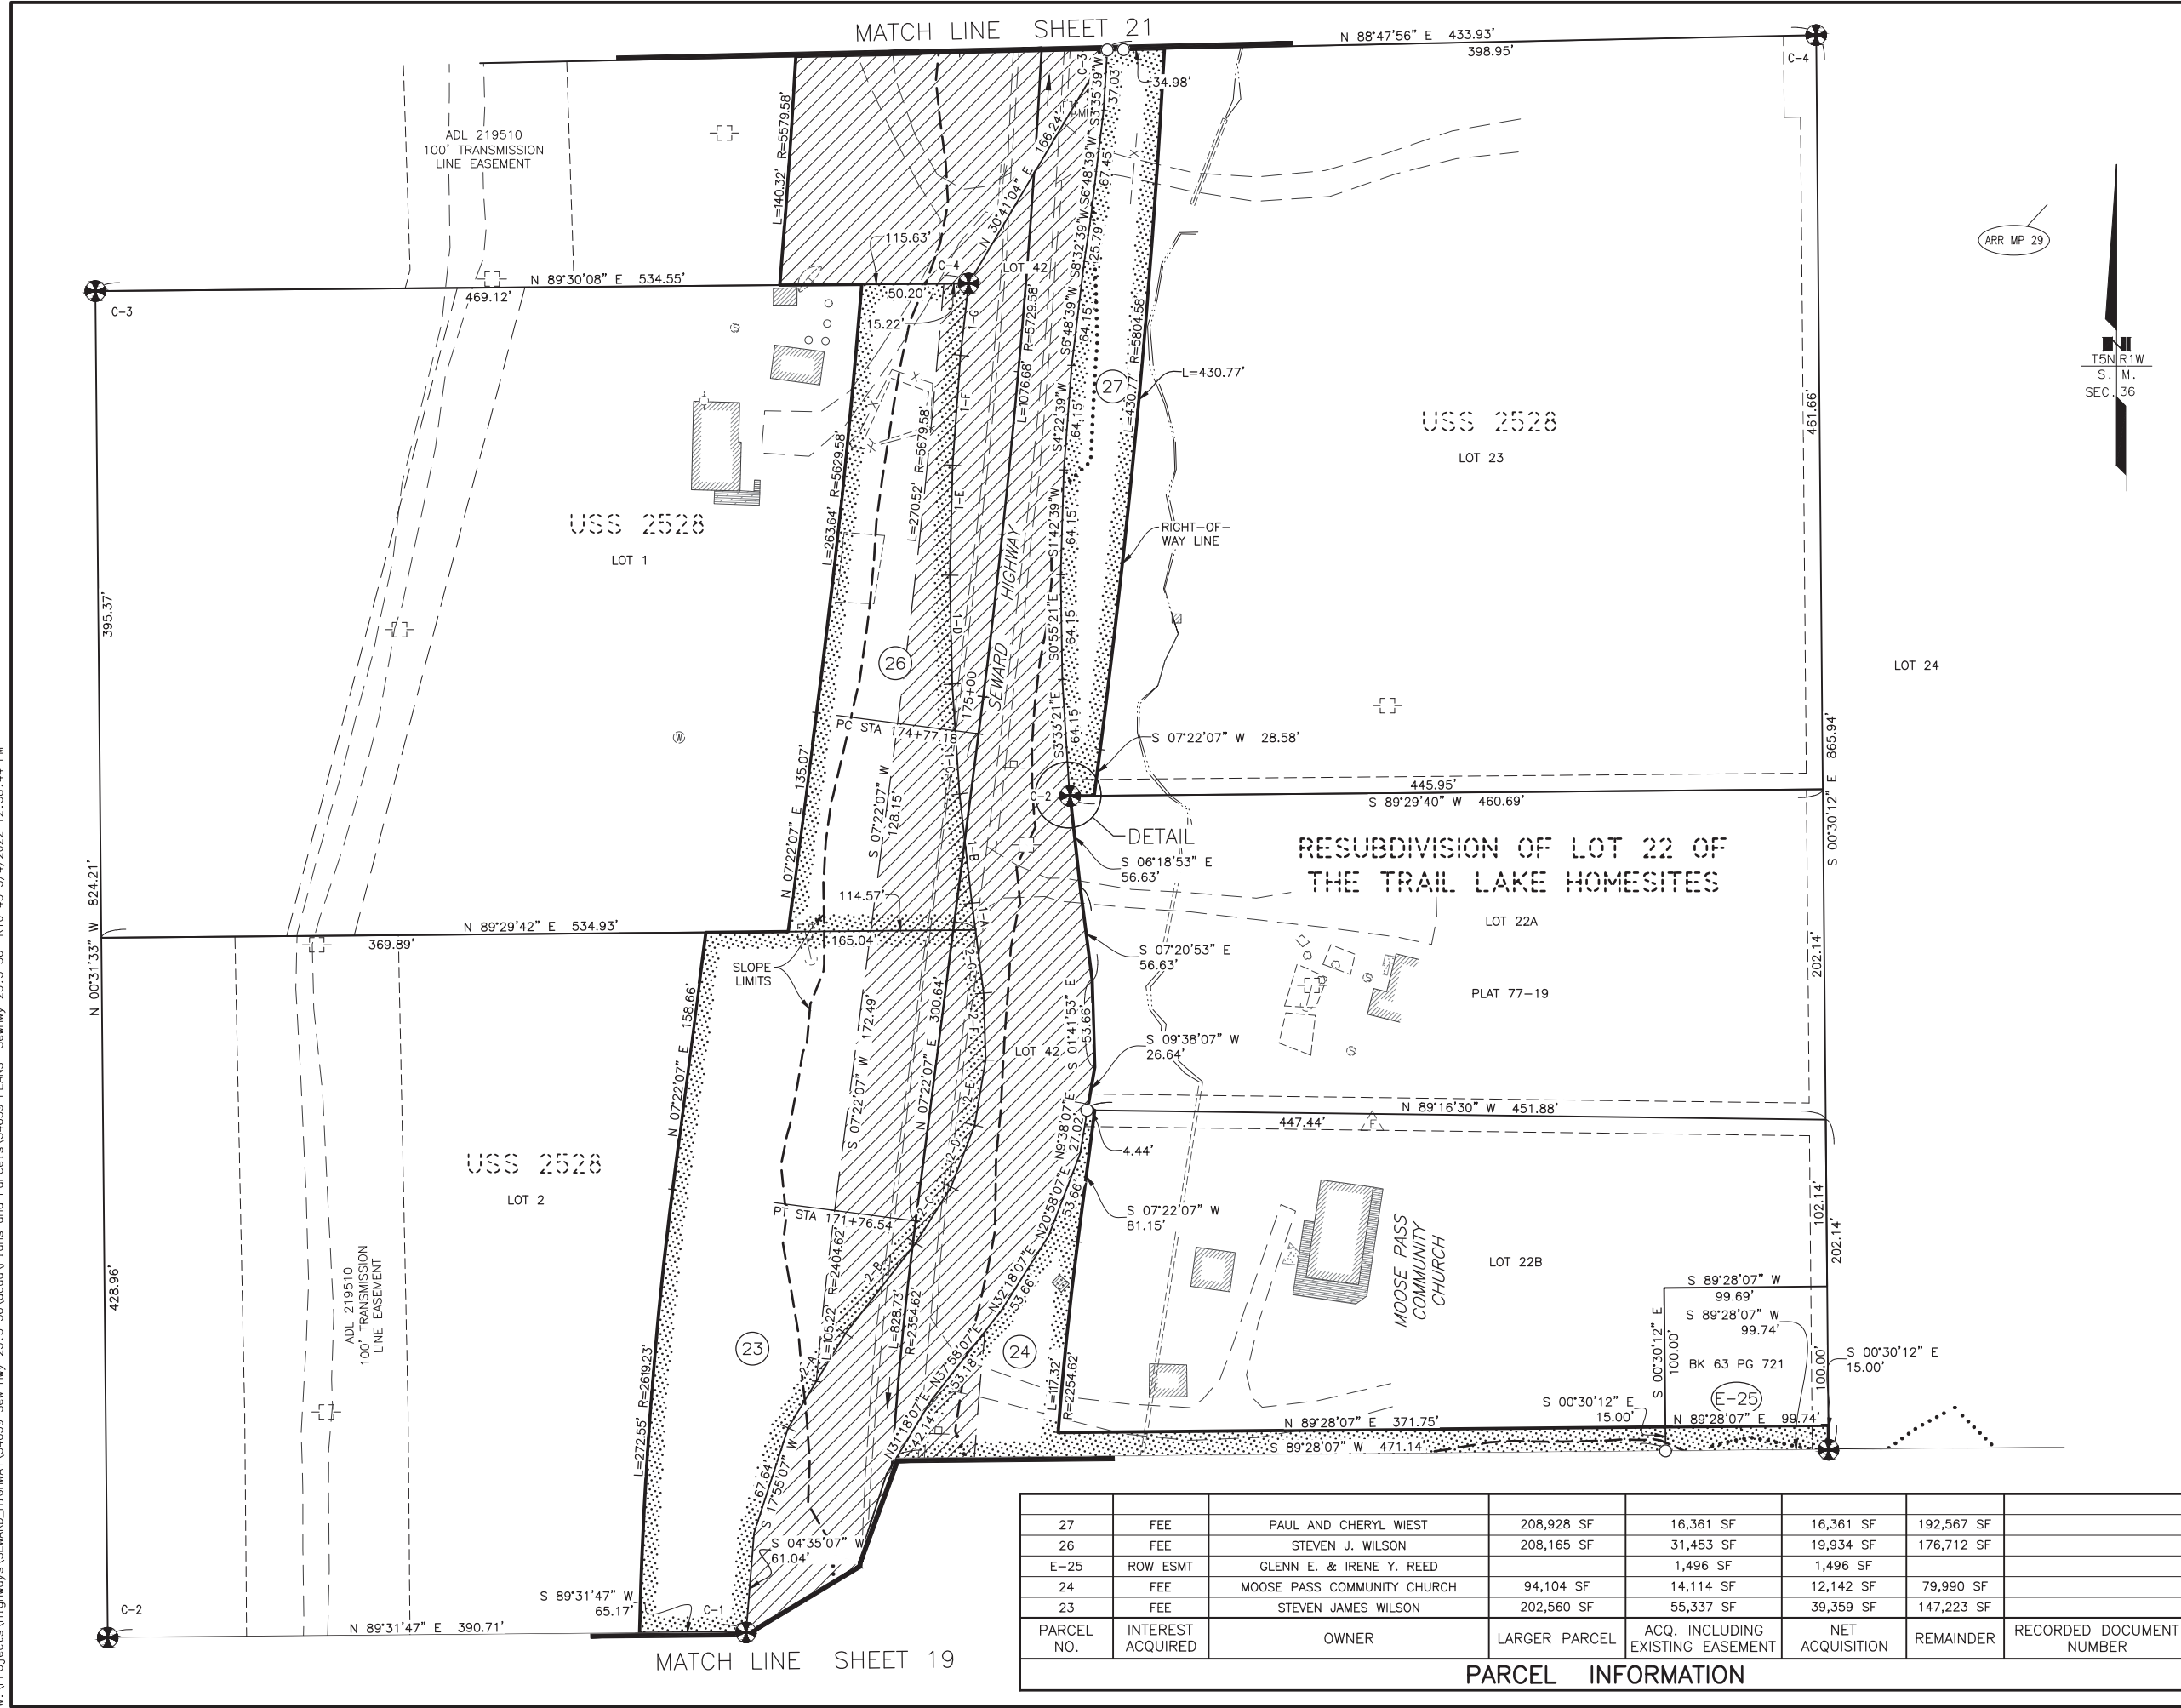 MATCH LINE SHEET 21
N 88°47'56" E 433.93'
398.95'
C-4
34.98'
C-3
S3°35'39"W
37.03'
ADL 219510
100' TRANSMISSION
LINE EASEMENT
L=140.32' R=5579.58'
N 30°41'04" E 166.24'
S6°48'39"W
67.45'
ARR MP 29
115.63'
C-4
LOT 42
S8°32'39"W
25.79'
N 89°30'08" E 534.55'
469.12'
C-3
50.20'
15.22'
1-G
S6°48'39"W
64.15'
T5N R1W
S. M.
SEC. 36
N
L=1076.68' R=5729.58'
27
L=430.77'
L=430.77' R=5804.58'
1-F
S4°22'39"W
64.15'
USS 2528
LOT 23
461.66'
L=263.64' R=5629.58'
L=270.52' R=5679.58'
1-E
S1°42'39"W
64.15'
USS 2528
LOT 1
RIGHT-OF-
WAY LINE
SEWARD HIGHWAY
395.37'
1-D
S0°55'21"E
64.15'
26
LOT 24
175+00
PC STA 174+77.18
1-C
S3°33'21"E
64.15'
S 07°22'07" W 28.58'
S 00°30'12" E 865.94'
N 07°22'07" E 135.07'
S 07°22'07" W
128.15'
W
S
C-2
445.95'
S 89°29'40" W 460.69'
DETAIL
1-B
S 06°18'53" E
56.63'
RESUBDIVISION OF LOT 22 OF
THE TRAIL LAKE HOMESITES
N 00°31'33" W 824.21'
114.57'
1-A
LOT 22A
N 89°29'42" E 534.93'
369.89'
165.04
S 07°20'53" E
56.63'
202.14'
SLOPE
LIMITS
2-G
PLAT 77-19
S
S
N 07°22'07" E 158.66'
S 07°22'07" W 172.49'
N 07°22'07" E 300.64'
2-F
LOT 42
S 01°41'53" E
53.66'
S 09°38'07" W
26.64'
2-E
N 89°16'30" W 451.88'
447.44'
E
N9°38'07"E
27.02'
4.44'
2-D
USS 2528
LOT 2
2-C
N20°58'07"E
53.66'
S 07°22'07" W
81.15'
PT STA 171+76.54
102.14'
202.14'
2-B
ADL 219510
100' TRANSMISSION
LINE EASEMENT
428.96'
L=105.22' R=2404.62'
L=828.73'
R=2354.62'
N32°18'07"E
53.66'
MOOSE PASS
COMMUNITY
CHURCH
LOT 22B
S 89°28'07" W
99.69'
S 89°28'07" W
99.74'
23
24
2-A
N37°58'07"E
53.18'
S 00°30'12" E
100.00'
BK 63 PG 721
100.00'
S 00°30'12" E
15.00'
E-25
L=117.32'
R=2254.62'
S 00°30'12" E
15.00'
N 89°28'07" E 371.75'
N 89°28'07" E 99.74'
S 89°28'07" W 471.14'
L=272.55' R=2619.23'
N31°18'07"E
42.14'
S 17°55'07" W
67.64'
S 04°35'07" W
61.04'
S 89°31'47" W
65.17'
C-1
C-2
N 89°31'47" E 390.71'
MATCH LINE SHEET 19
27 FEE PAUL AND CHERYL WIEST 208,928 SF 16,361 SF 16,361 SF 192,567 SF
26 FEE STEVEN J. WILSON 208,165 SF 31,453 SF 19,934 SF 176,712 SF
E-25 ROW ESMT GLENN E. & IRENE Y. REED 1,496 SF 1,496 SF
24 FEE MOOSE PASS COMMUNITY CHURCH 94,104 SF 14,114 SF 12,142 SF 79,990 SF
23 FEE STEVEN JAMES WILSON 202,560 SF 55,337 SF 39,359 SF 147,223 SF
PARCEL NO. INTEREST ACQUIRED OWNER LARGER PARCEL ACQ. INCLUDING EXISTING EASEMENT NET ACQUISITION REMAINDER RECORDED DOCUMENT NUMBER
PARCEL INFORMATION